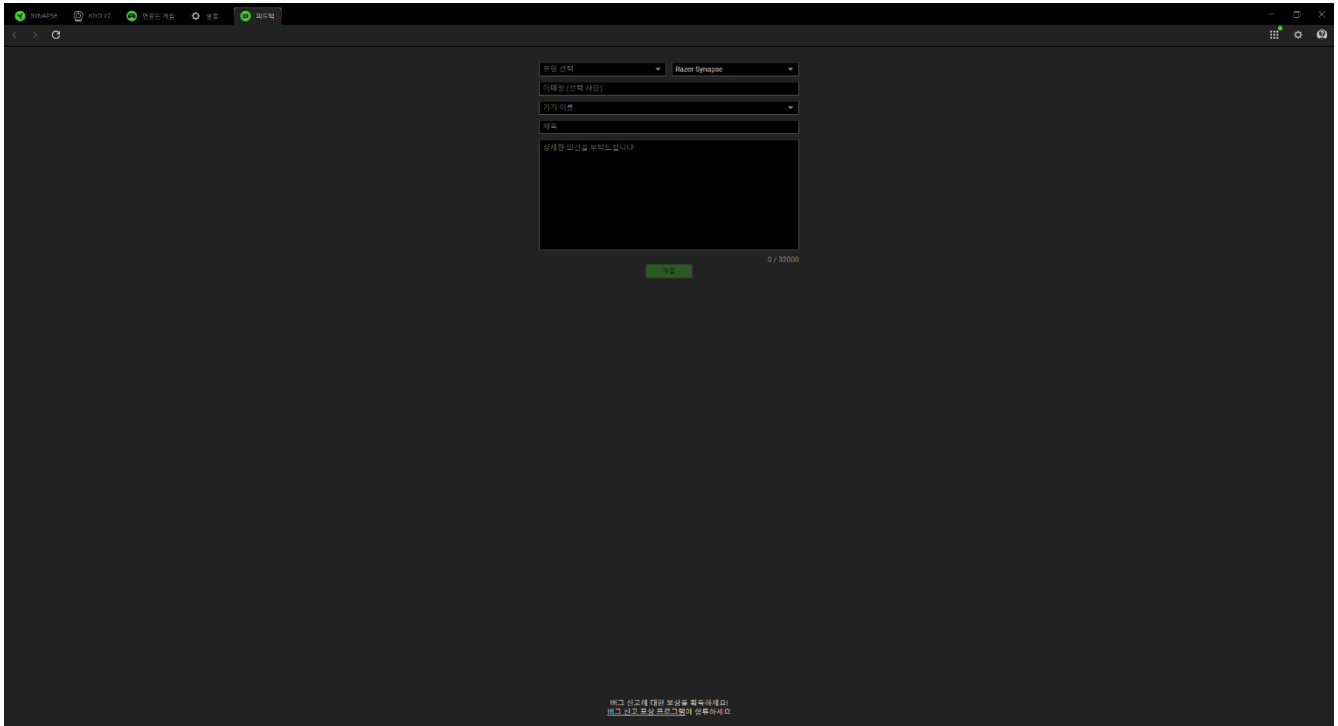 SYNAPSE
KIYO V2
연동된 게임
설정
피드백
유형 선택
Razer Synapse
이메일 (선택 사항)
기기 이름
제목
상세한 의견을 부탁드립니다
0 / 32000
제출
버그 신고에 대한 보상을 획득하세요!
버그 신고 포상 프로그램에 합류하세요